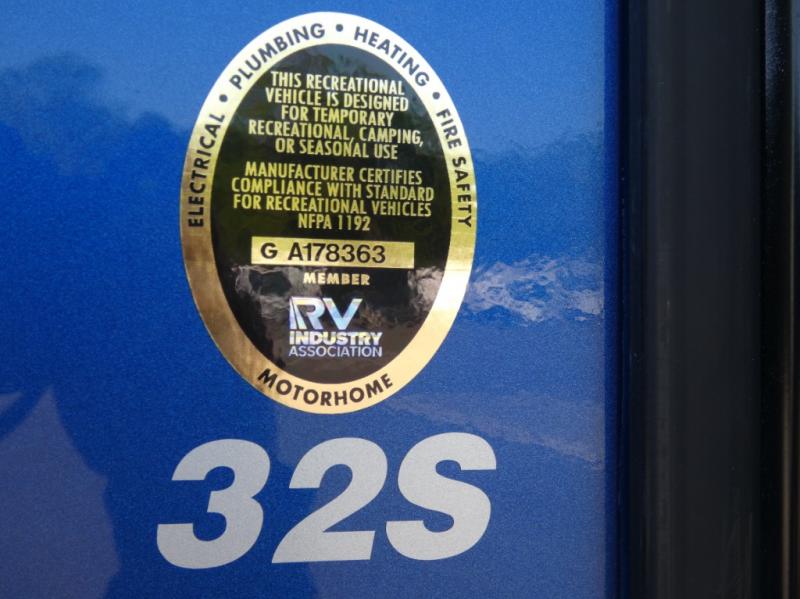 ELECTRICAL • PLUMBING • HEATING • FIRE SAFETY
THIS RECREATIONAL
VEHICLE IS DESIGNED
FOR TEMPORARY
RECREATIONAL, CAMPING,
OR SEASONAL USE
MANUFACTURER CERTIFIES
COMPLIANCE WITH STANDARD
FOR RECREATIONAL VEHICLES
NFPA 1192
G A178363
MEMBER
RV
INDUSTRY
ASSOCIATION
MOTORHOME
32S